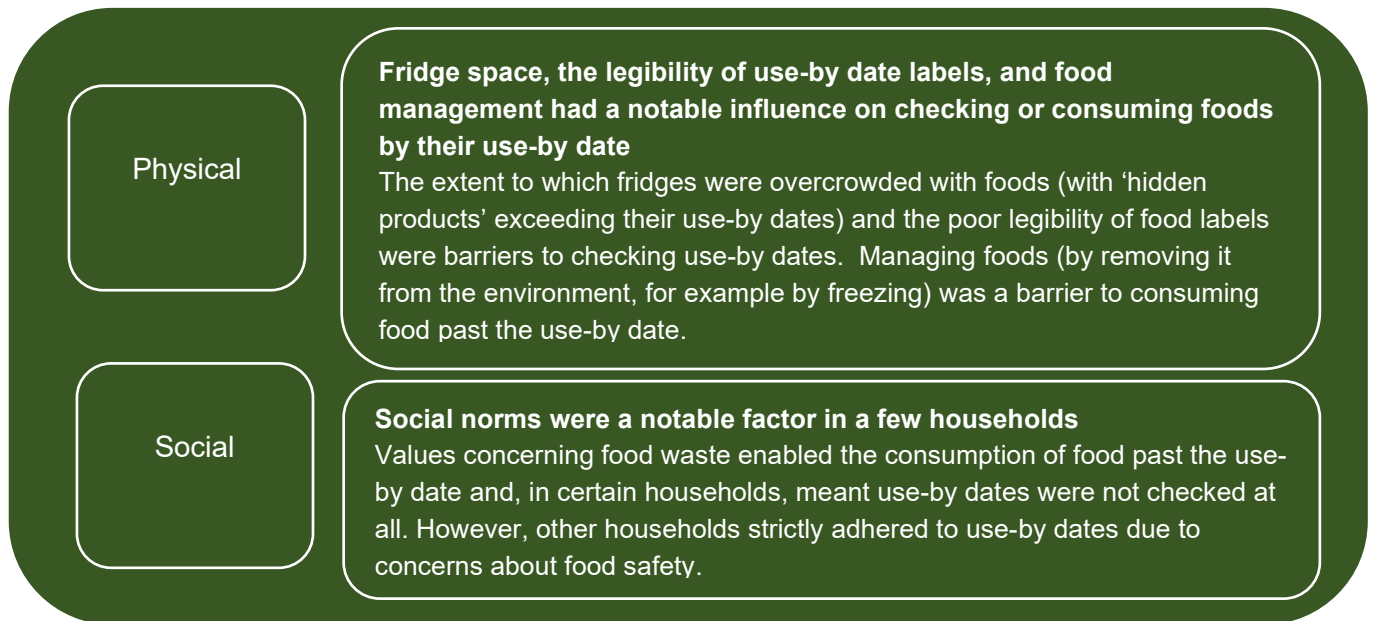 Physical
Fridge space, the legibility of use-by date labels, and food
management had a notable influence on checking or consuming foods
by their use-by date
The extent to which fridges were overcrowded with foods (with ‘hidden
products’ exceeding their use-by dates) and the poor legibility of food labels
were barriers to checking use-by dates.  Managing foods (by removing it
from the environment, for example by freezing) was a barrier to consuming
food past the use-by date.
Social
Social norms were a notable factor in a few households
Values concerning food waste enabled the consumption of food past the use-
by date and, in certain households, meant use-by dates were not checked at
all. However, other households strictly adhered to use-by dates due to
concerns about food safety.